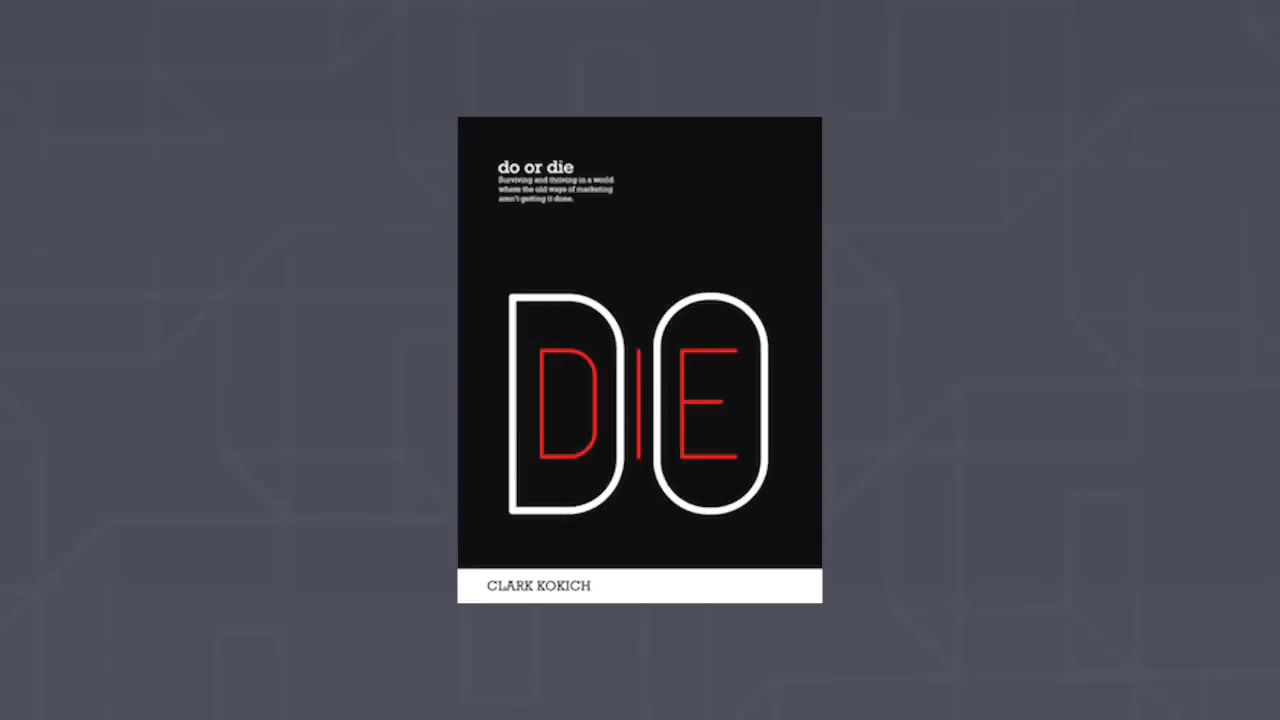 do or die
Surviving and thriving in a world
where the old ways of marketing
aren't getting it done.
DO
DIE
CLARK KOKICH